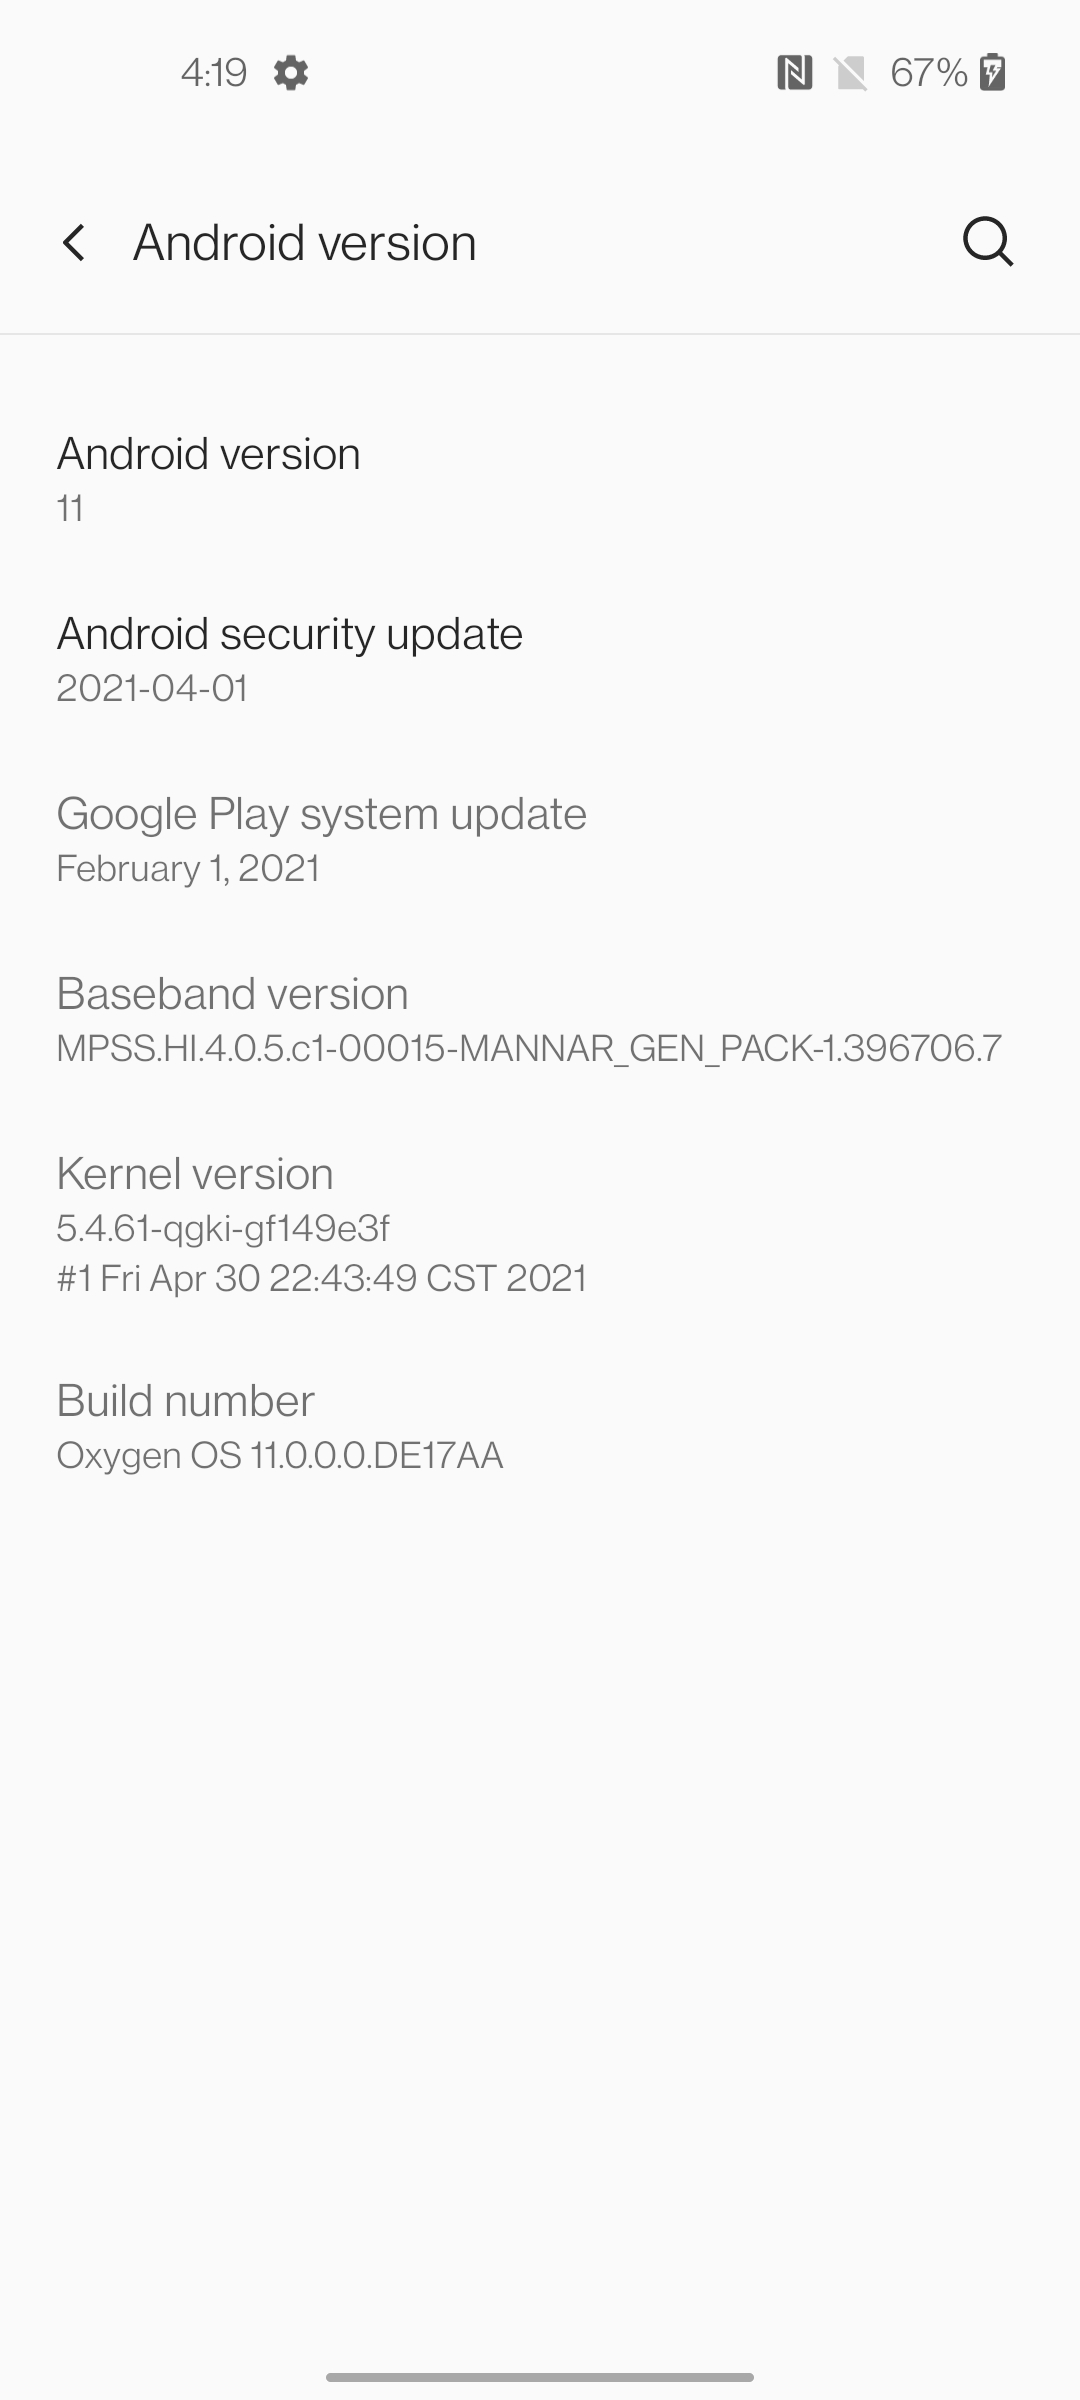 4:19 67%
Android version
Android version
11
Android security update
2021-04-01
Google Play system update
February 1, 2021
Baseband version
MPSS.HI.4.0.5.c1-00015-MANNAR_GEN_PACK-1.396706.7
Kernel version
5.4.61-qgki-gf149e3f
#1 Fri Apr 30 22:43:49 CST 2021
Build number
Oxygen OS 11.0.0.0.DE17AA